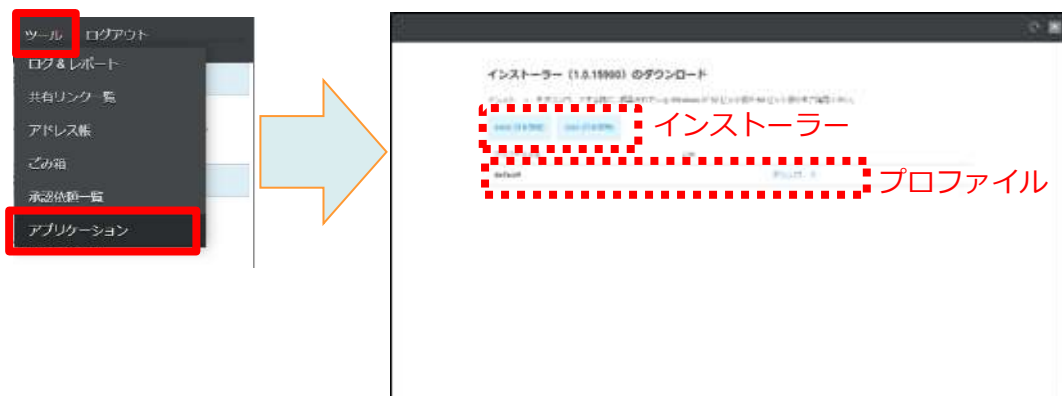 ツール ログアウト
ログ＆レポート
共有リンク一覧
アドレス帳
ごみ箱
承認依頼一覧
アプリケーション
インストーラー（1.0.15900）のダウンロード
インストーラー
default
プロファイル